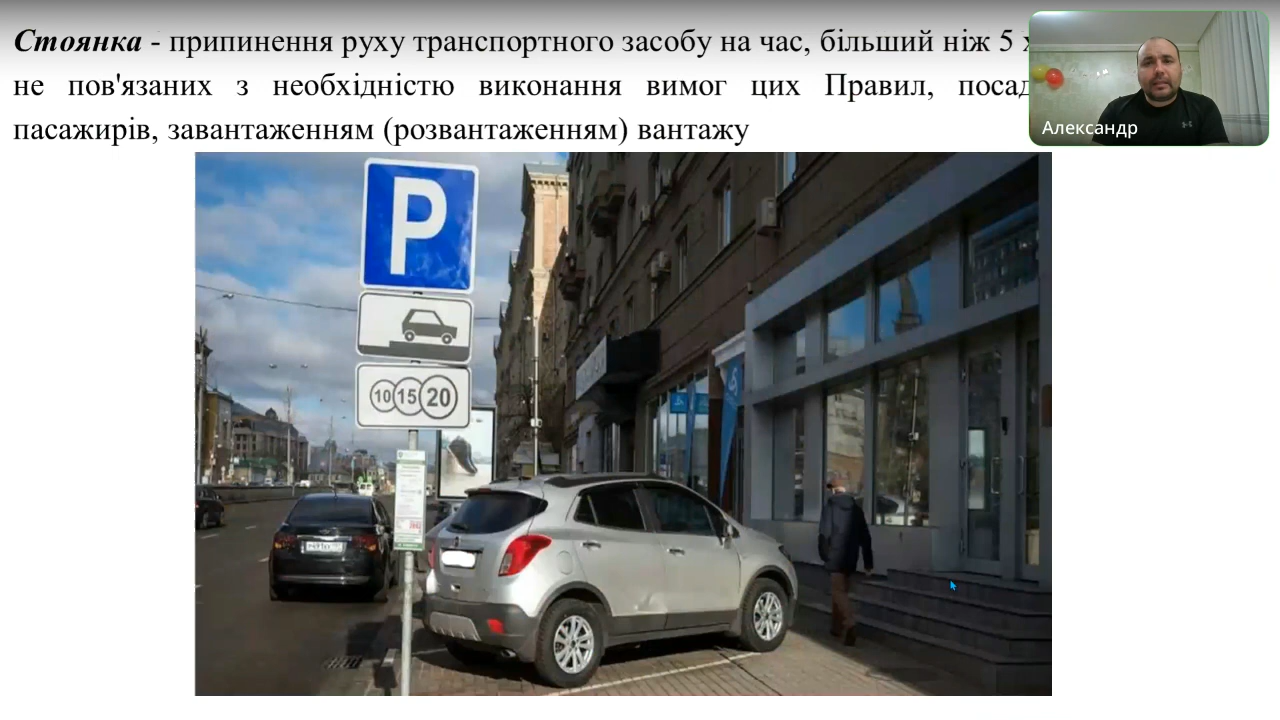 Стоянка - припинення руху транспортного засобу на час, більший ніж 5
не пов'язаних з необхідністю виконання вимог цих Правил,
пасажирів, завантаженням (розвантаженням) вантажу
Александр
P
10 15 20